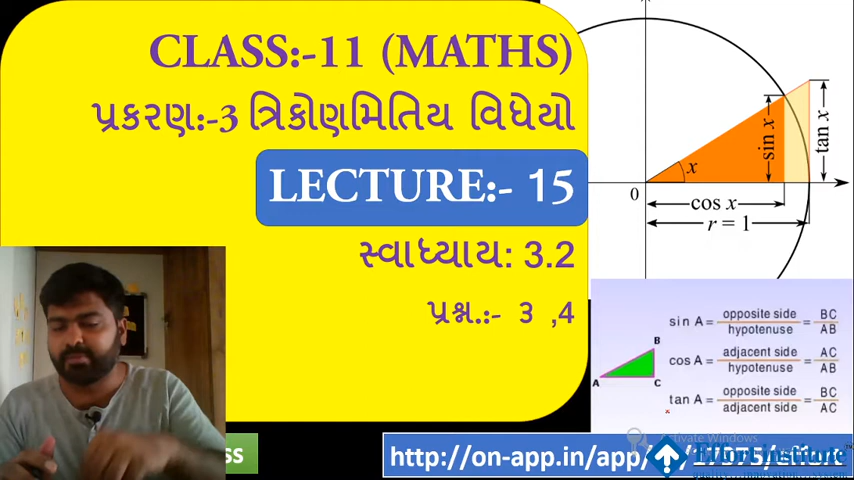 CLASS:-11 (MATHS)
પ્રકરણ:-3 ત્રિકોણમિતિય વિધેયો
LECTURE:- 15
સ્વાધ્યાય: 3.2
પ્રશ્ન.:- ૩ ,4
sin x
tan x
x
0
cos x
r = 1
B
A
C
sin A = opposite side / hypotenuse = BC / AB
cos A = adjacent side / hypotenuse = AC / AB
tan A = opposite side / adjacent side = BC / AC
http://on-app.in/app/